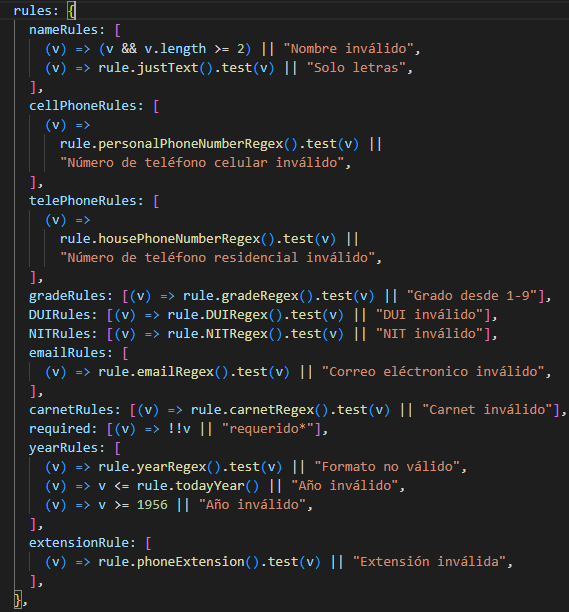 rules: {
  nameRules: [
    (v) => (v && v.length >= 2) || "Nombre inválido",
    (v) => rule.justText().test(v) || "Solo letras",
  ],
  cellPhoneRules: [
    (v) =>
      rule.personalPhoneNumberRegex().test(v) ||
      "Número de teléfono celular inválido",
  ],
  telePhoneRules: [
    (v) =>
      rule.housePhoneNumberRegex().test(v) ||
      "Número de teléfono residencial inválido",
  ],
  gradeRules: [(v) => rule.gradeRegex().test(v) || "Grado desde 1-9"],
  DUIRules: [(v) => rule.DUIRegex().test(v) || "DUI inválido"],
  NITRules: [(v) => rule.NITRegex().test(v) || "NIT inválido"],
  emailRules: [
    (v) => rule.emailRegex().test(v) || "Correo eléctronico inválido",
  ],
  carnetRules: [(v) => rule.carnetRegex().test(v) || "Carnet inválido"],
  required: [(v) => !!v || "requerido*"],
  yearRules: [
    (v) => rule.yearRegex().test(v) || "Formato no válido",
    (v) => v <= rule.todayYear() || "Año inválido",
    (v) => v >= 1956 || "Año inválido",
  ],
  extensionRule: [
    (v) => rule.phoneExtension().test(v) || "Extensión inválida",
  ],
},